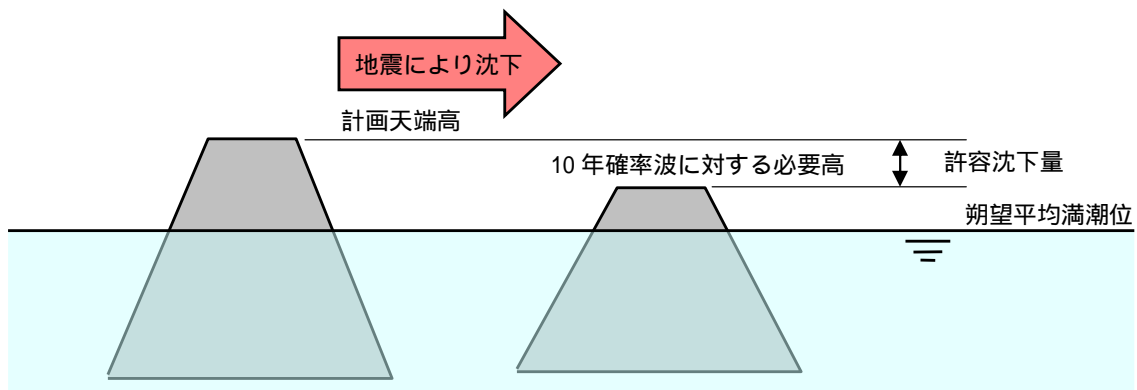 地震により沈下
計画天端高
10 年確率波に対する必要高
許容沈下量
朔望平均満潮位